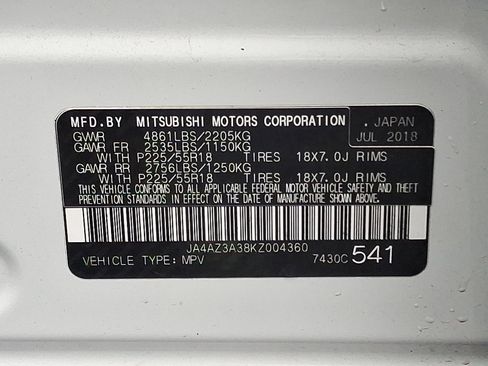 MFD.BY MITSUBISHI MOTORS CORPORATION . JAPAN
GVWR 4861LBS/2205KG JUL 2018
GAWR FR 2535LBS/1150KG
WITH P225/55R18 TIRES 18X7.0J RIMS
GAWR RR 2756LBS/1250KG
WITH P225/55R18 TIRES 18X7.0J RIMS
THIS VEHICLE CONFORMS TO ALL APPLICABLE FEDERAL MOTOR VEHICLE SAFETY AND
THEFT PREVENTION STANDARDS IN EFFECT ON THE DATE OF MANUFACTURE SHOWN ABOVE.
JA4AZ3A38KZ004360
VEHICLE TYPE: MPV 7430C 541